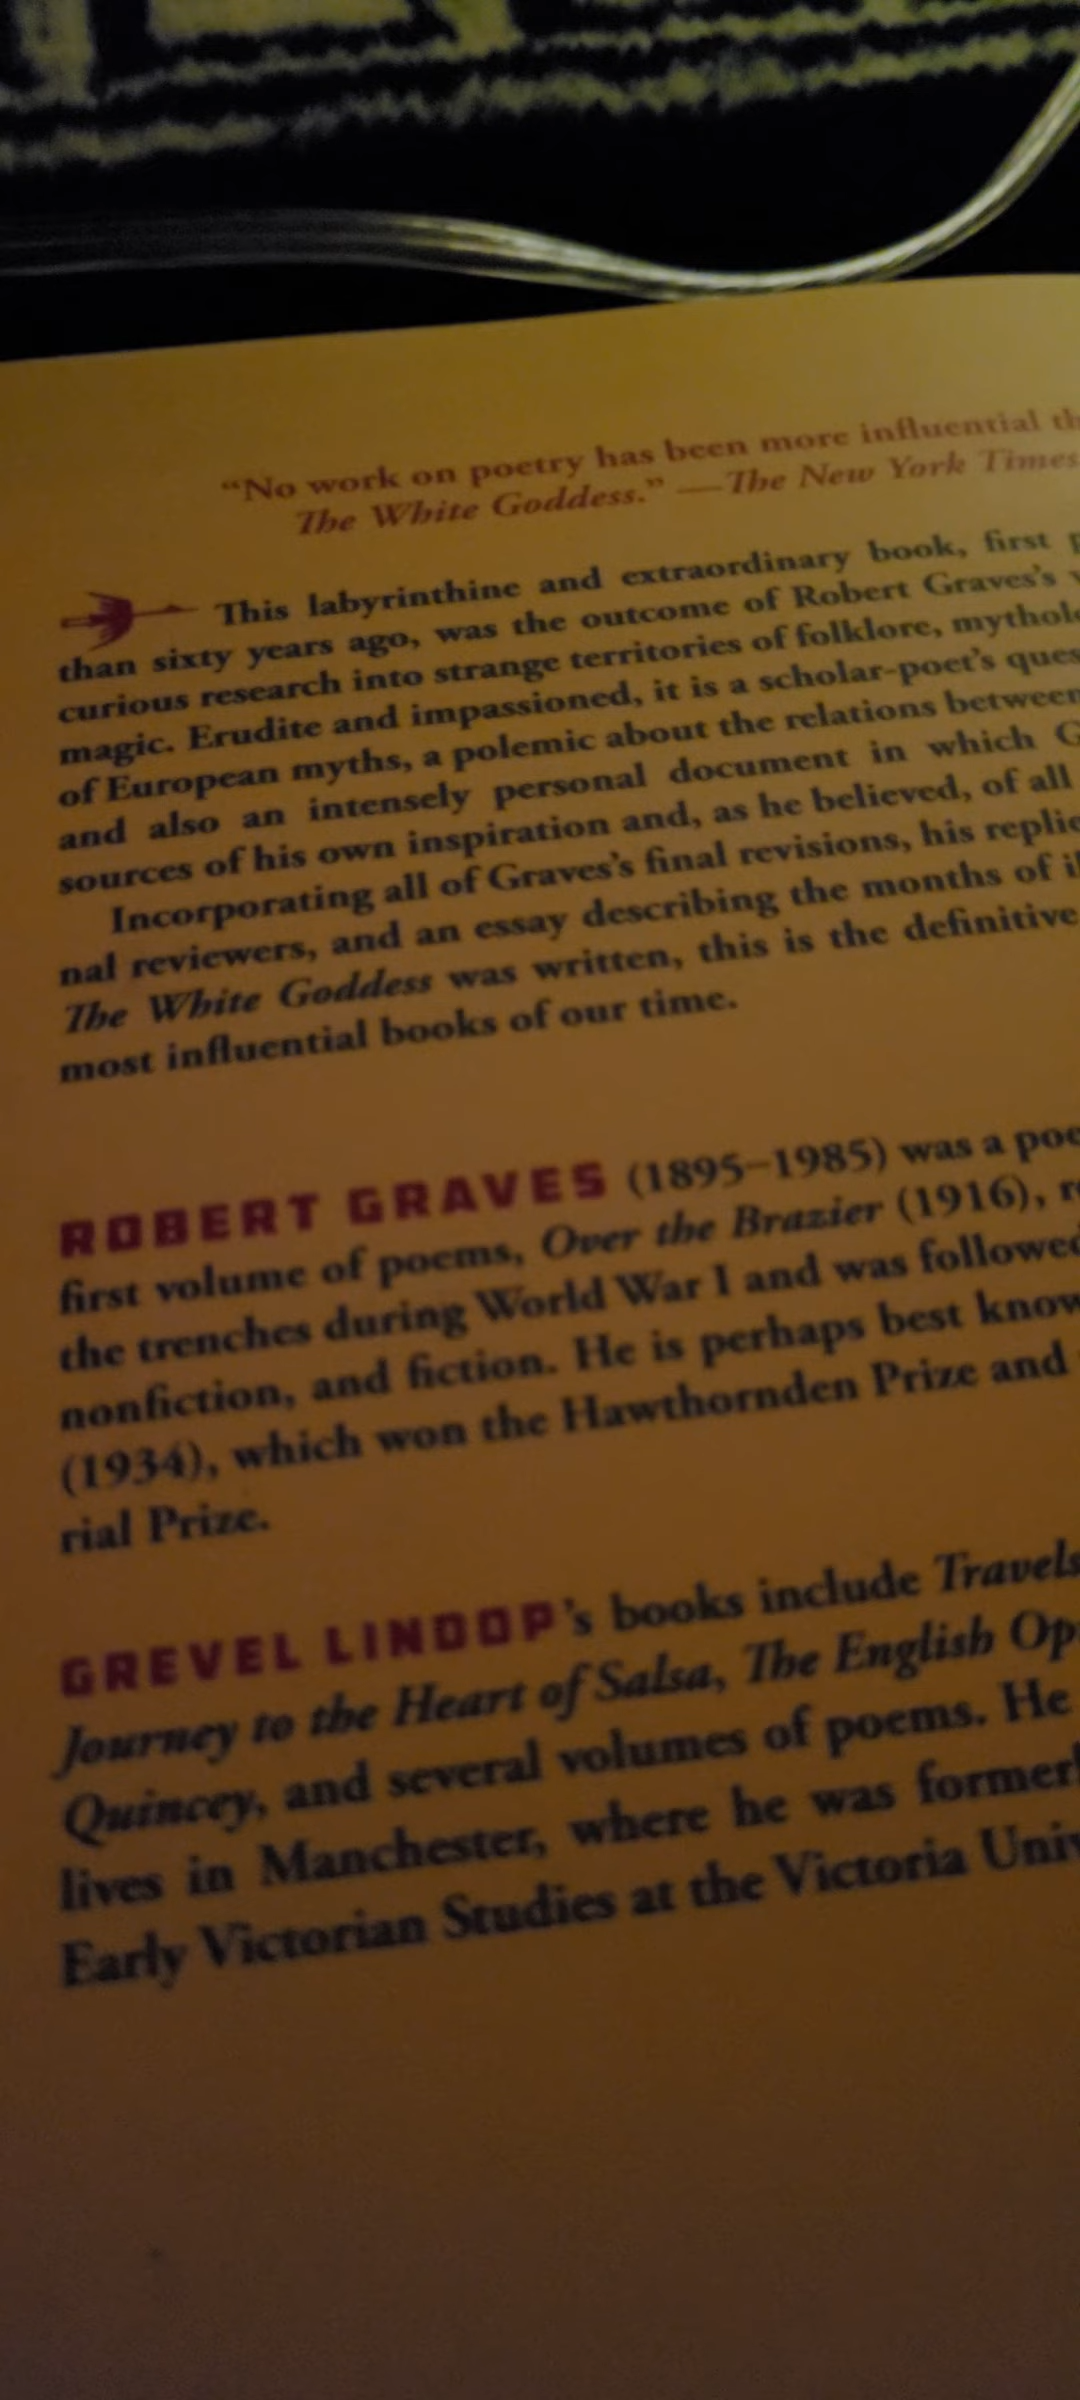 “No work on poetry has been more influential
The White Goddess.” —The New York Times
This labyrinthine and extraordinary book, first
than sixty years ago, was the outcome of Robert Graves’s
curious research into strange territories of folklore,
magic. Erudite and impassioned, it is a scholar-poet’s
of European myths, a polemic about the relations between
and also an intensely personal document in which
sources of his own inspiration and, as he believed, of all
Incorporating all of Graves’s final revisions, his
nal reviewers, and an essay describing the months of
The White Goddess was written, this is the definitive
most influential books of our time.
ROBERT GRAVES (1895–1985) was a
first volume of poems, Over the Brazier (1916),
the trenches during World War I and was followed
nonfiction, and fiction. He is perhaps best
(1934), which won the Hawthornden Prize and
rial Prize.
GREVEL LINDOP’s books include Travels
Journey to the Heart of Salsa, The English
Quincey, and several volumes of poems. He
lives in Manchester, where he was
Early Victorian Studies at the Victoria